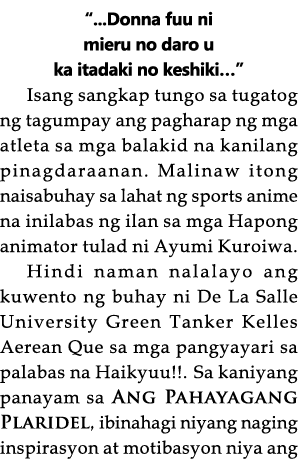 “...Donna fuu ni
mieru no daro u
ka itadaki no keshiki...”
Isang sangkap tungo sa tugatog
ng tagumpay ang pagharap ng mga
atleta sa mga balakid na kanilang
pinagdaraanan. Malinaw itong
naisabuhay sa lahat ng sports anime
na inilabas ng ilan sa mga Hapong
animator tulad ni Ayumi Kuroiwa.
Hindi naman nalalayo ang
kuwento ng buhay ni De La Salle
University Green Tanker Kelles
Aerean Que sa mga pangyayari sa
palabas na Haikyuu!!. Sa kaniyang
panayam sa Ang Pahayagang
Plaridel, ibinahagi niyang naging
inspirasyon at motibasyon niya ang